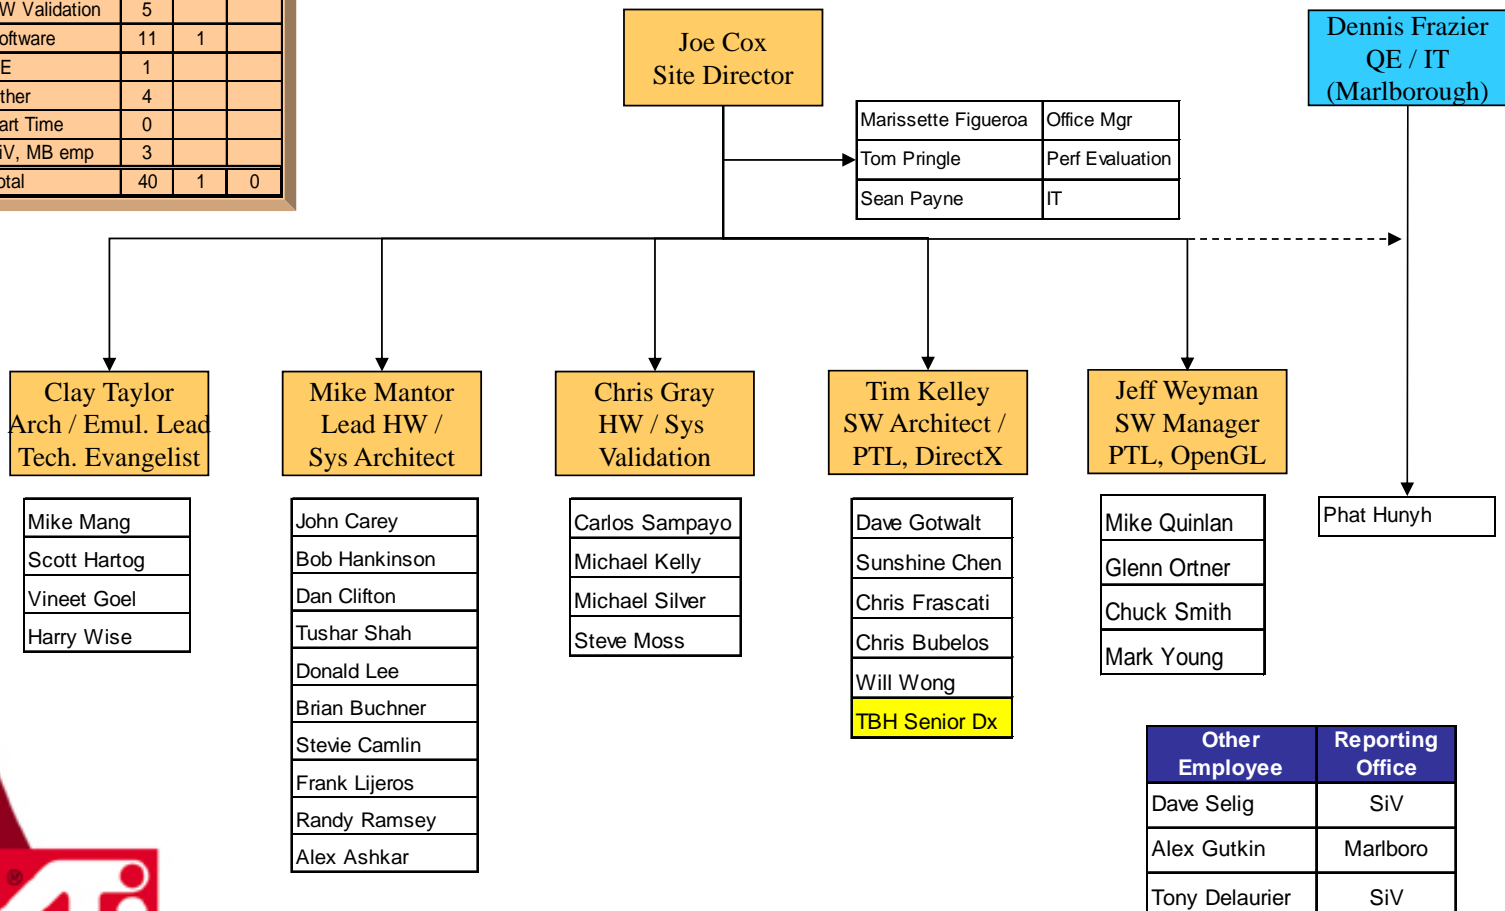 W Validation 5
oftware 11 1
E 1
ther 4
art Time 0
iV, MB emp 3
otal 40 1 0
Joe Cox
Site Director
Dennis Frazier
QE / IT
(Marlborough)
Marissette Figueroa Office Mgr
Tom Pringle Perf Evaluation
Sean Payne IT
Clay Taylor
Arch / Emul. Lead
Tech. Evangelist
Mike Mang
Scott Hartog
Vineet Goel
Harry Wise
Mike Mantor
Lead HW /
Sys Architect
John Carey
Bob Hankinson
Dan Clifton
Tushar Shah
Donald Lee
Brian Buchner
Stevie Camlin
Frank Lijeros
Randy Ramsey
Alex Ashkar
Chris Gray
HW / Sys
Validation
Carlos Sampayo
Michael Kelly
Michael Silver
Steve Moss
Tim Kelley
SW Architect /
PTL, DirectX
Dave Gotwalt
Sunshine Chen
Chris Frascati
Chris Bubelos
Will Wong
TBH Senior Dx
Jeff Weyman
SW Manager
PTL, OpenGL
Mike Quinlan
Glenn Ortner
Chuck Smith
Mark Young
Phat Hunyh
Other Employee Reporting Office
Dave Selig SiV
Alex Gutkin Marlboro
Tony Delaurier SiV
®